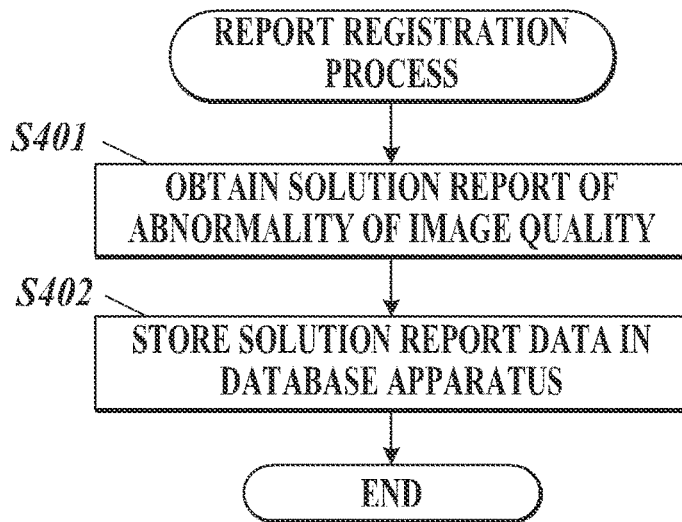 REPORT REGISTRATION
PROCESS
S401
OBTAIN SOLUTION REPORT OF
ABNORMALITY OF IMAGE QUALITY
S402
STORE SOLUTION REPORT DATA IN
DATABASE APPARATUS
END